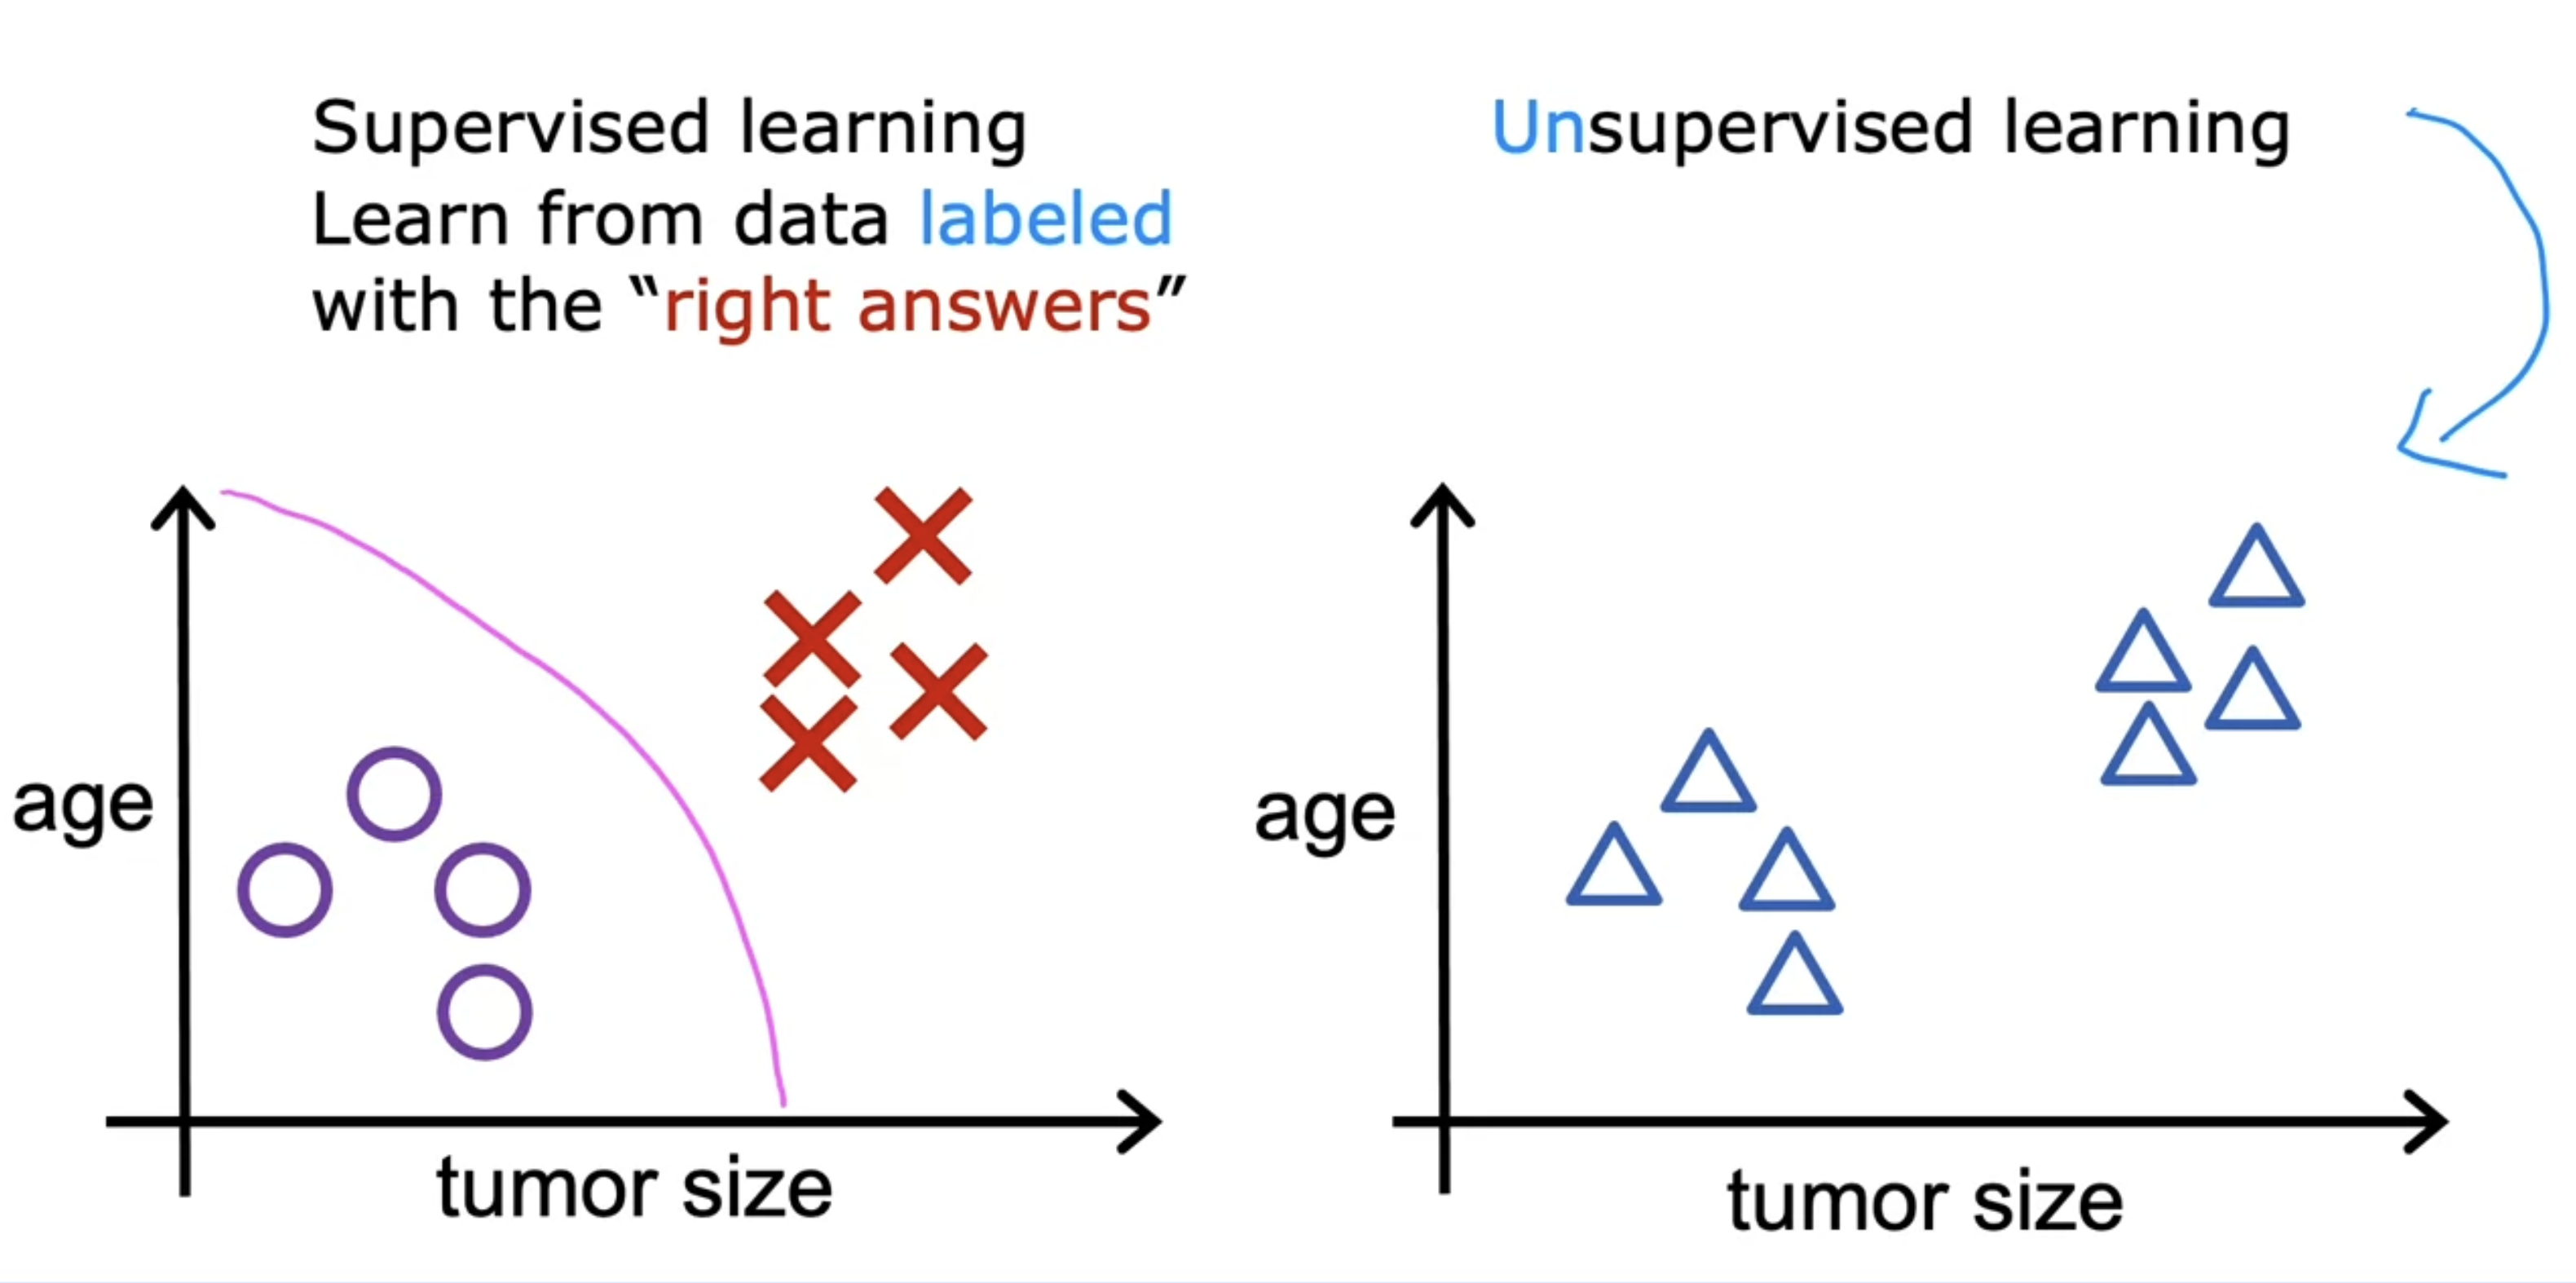 Supervised learning
Learn from data labeled
with the “right answers”
age
tumor size
Unsupervised learning
age
tumor size